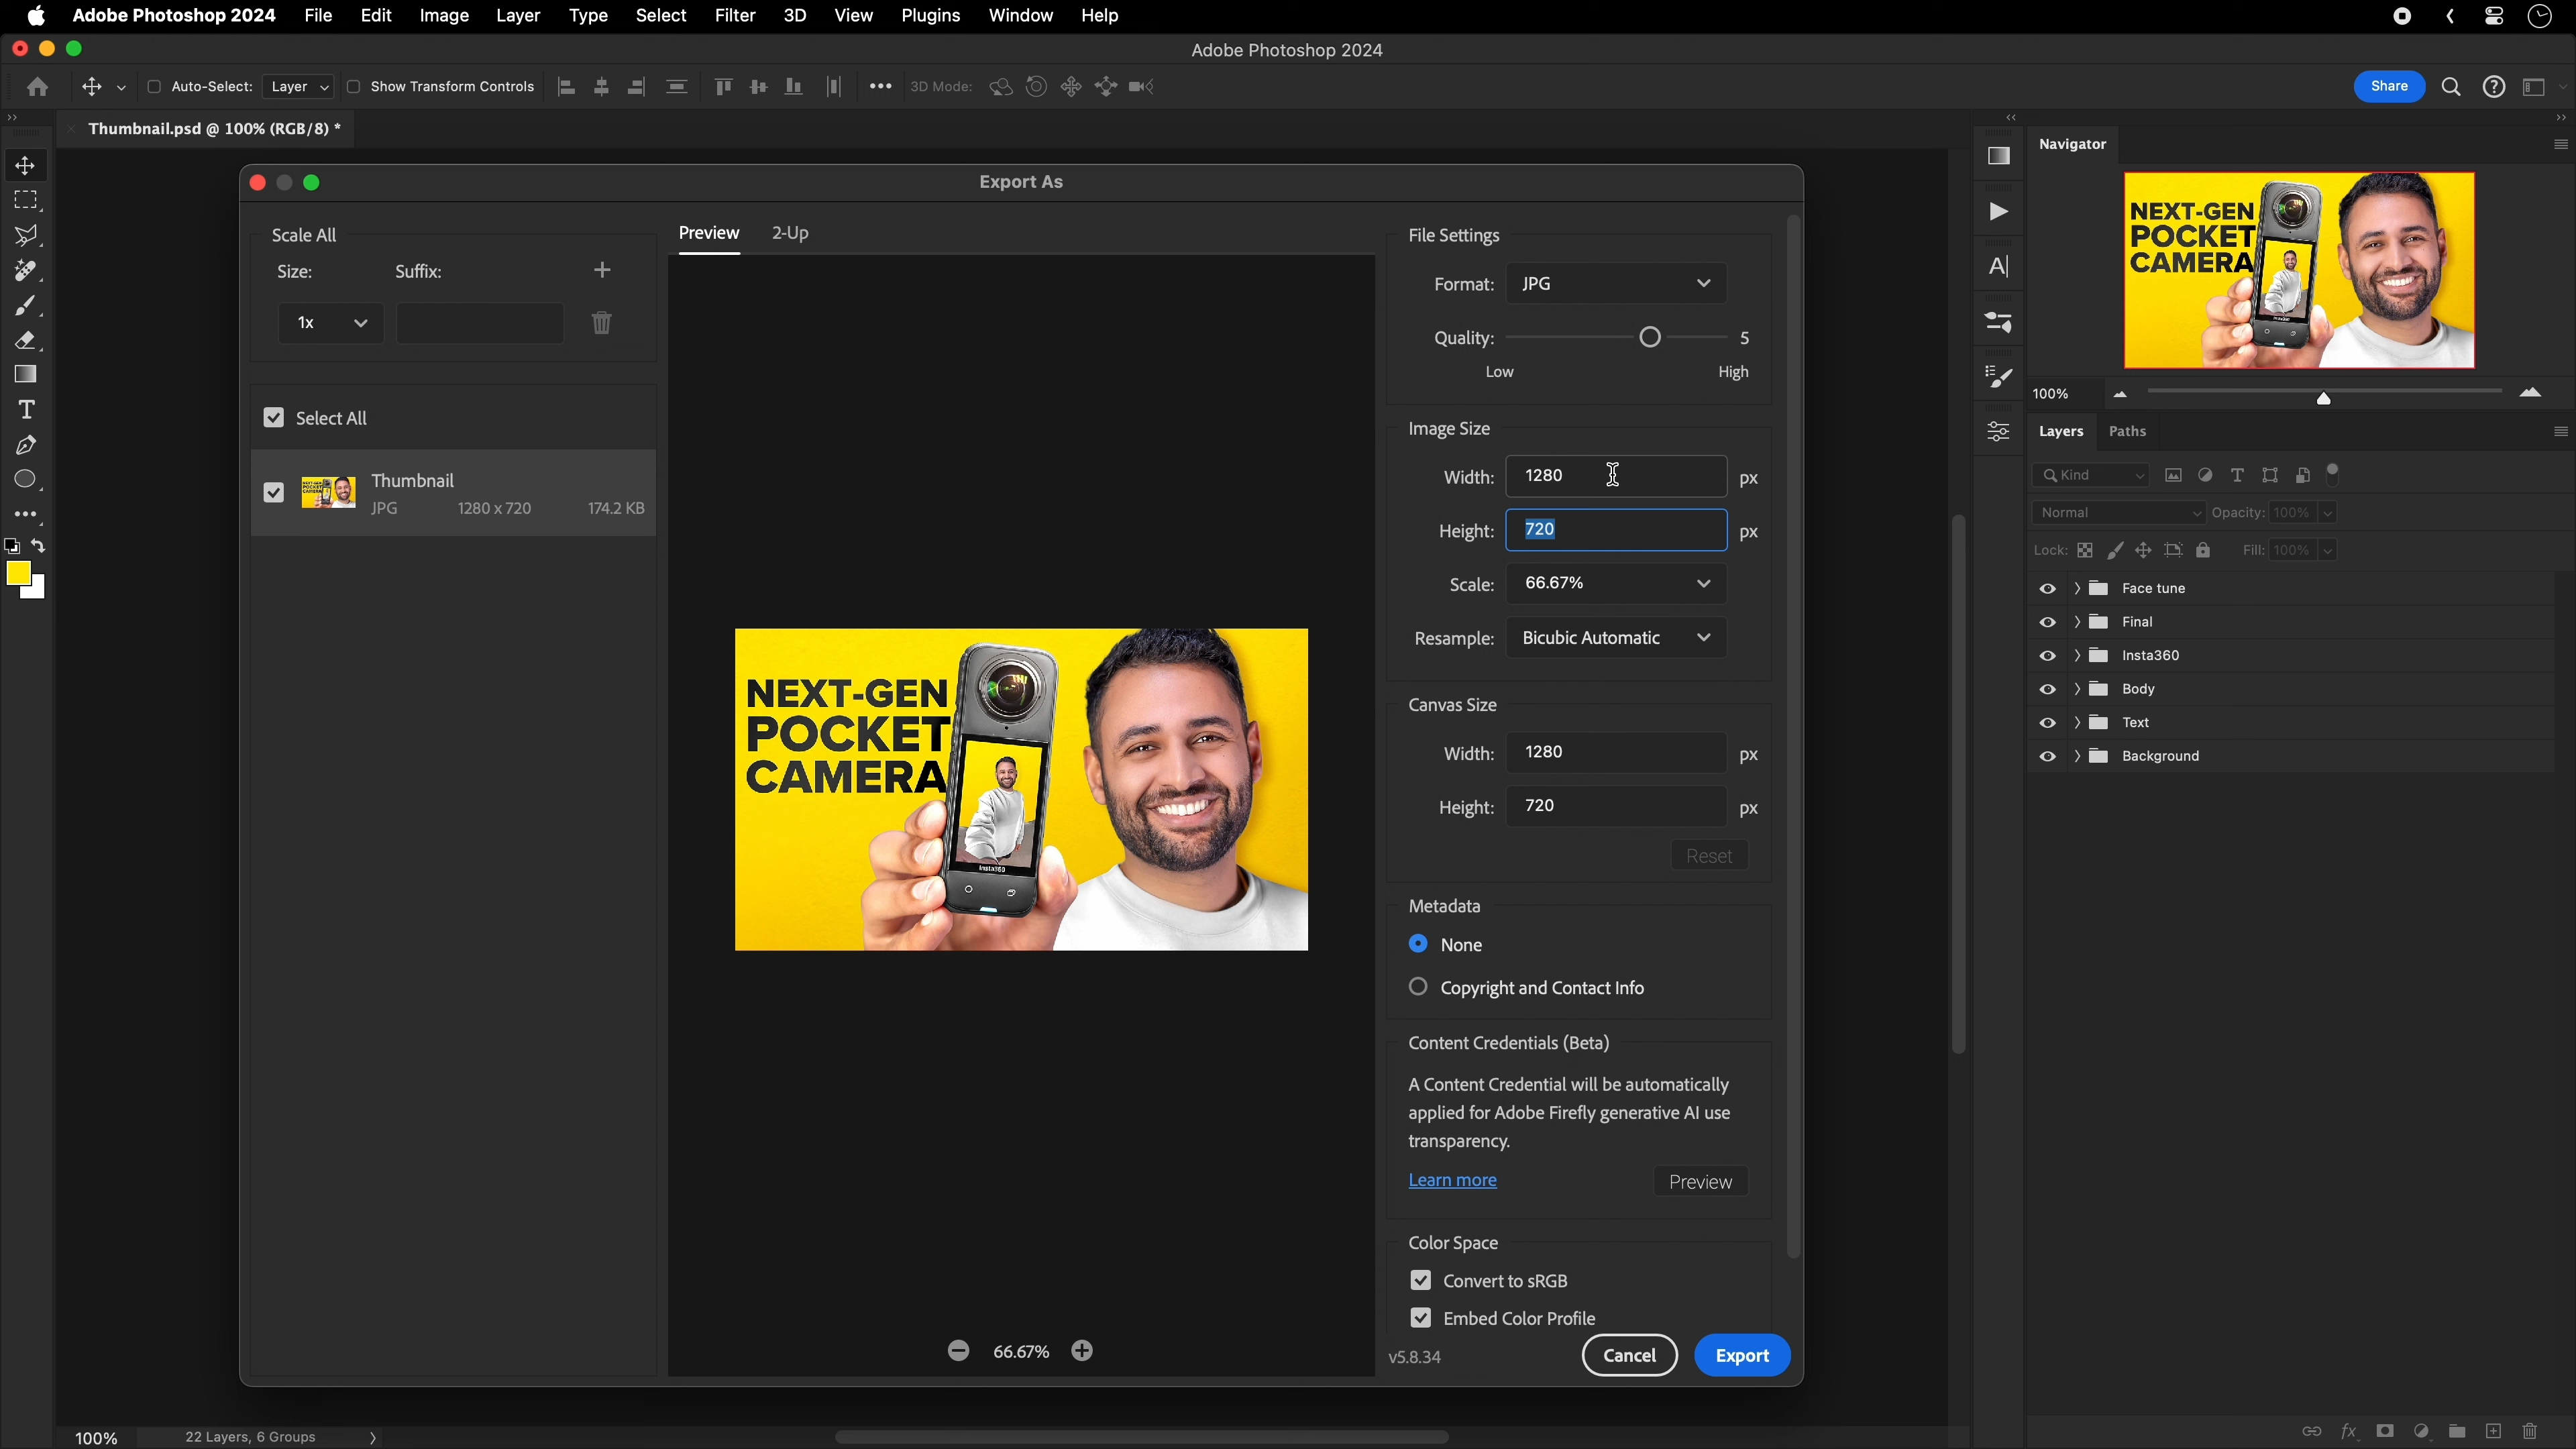 Adobe Photoshop 2024 File Edit Image Layer Type Select Filter 3D View Plugins Window Help
Adobe Photoshop 2024
Auto-Select: Layer Show Transform Controls ••• 3D Mode: Share
Thumbnail.psd @ 100% (RGB/8) *
Export As
Scale All
Size: Suffix:
1x
Select All
Thumbnail
JPG 1280 x 720 174.2 KB
Preview 2-Up
NEXT-GEN
POCKET
CAMERA
Insta360
66.67%
File Settings
Format: JPG
Quality: 5
Low High
Image Size
Width: 1280 px
Height: 720 px
Scale: 66.67%
Resample: Bicubic Automatic
Canvas Size
Width: 1280 px
Height: 720 px
Reset
Metadata
None
Copyright and Contact Info
Content Credentials (Beta)
A Content Credential will be automatically
applied for Adobe Firefly generative AI use
transparency.
Learn more Preview
Color Space
Convert to sRGB
Embed Color Profile
v5.8.34 Cancel Export
Navigator
NEXT-GEN
POCKET
CAMERA
100%
Layers Paths
Kind
Normal Opacity: 100%
Lock: Fill: 100%
Face tune
Final
Insta360
Body
Text
Background
fx
100% 22 Layers, 6 Groups